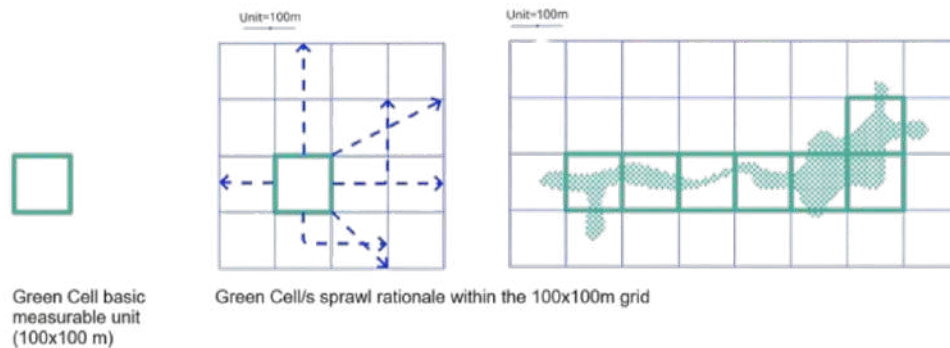 Unit=100m
Unit=100m
Green Cell basic
measurable unit
(100x100 m)
Green Cell/s sprawl rationale within the 100x100m grid